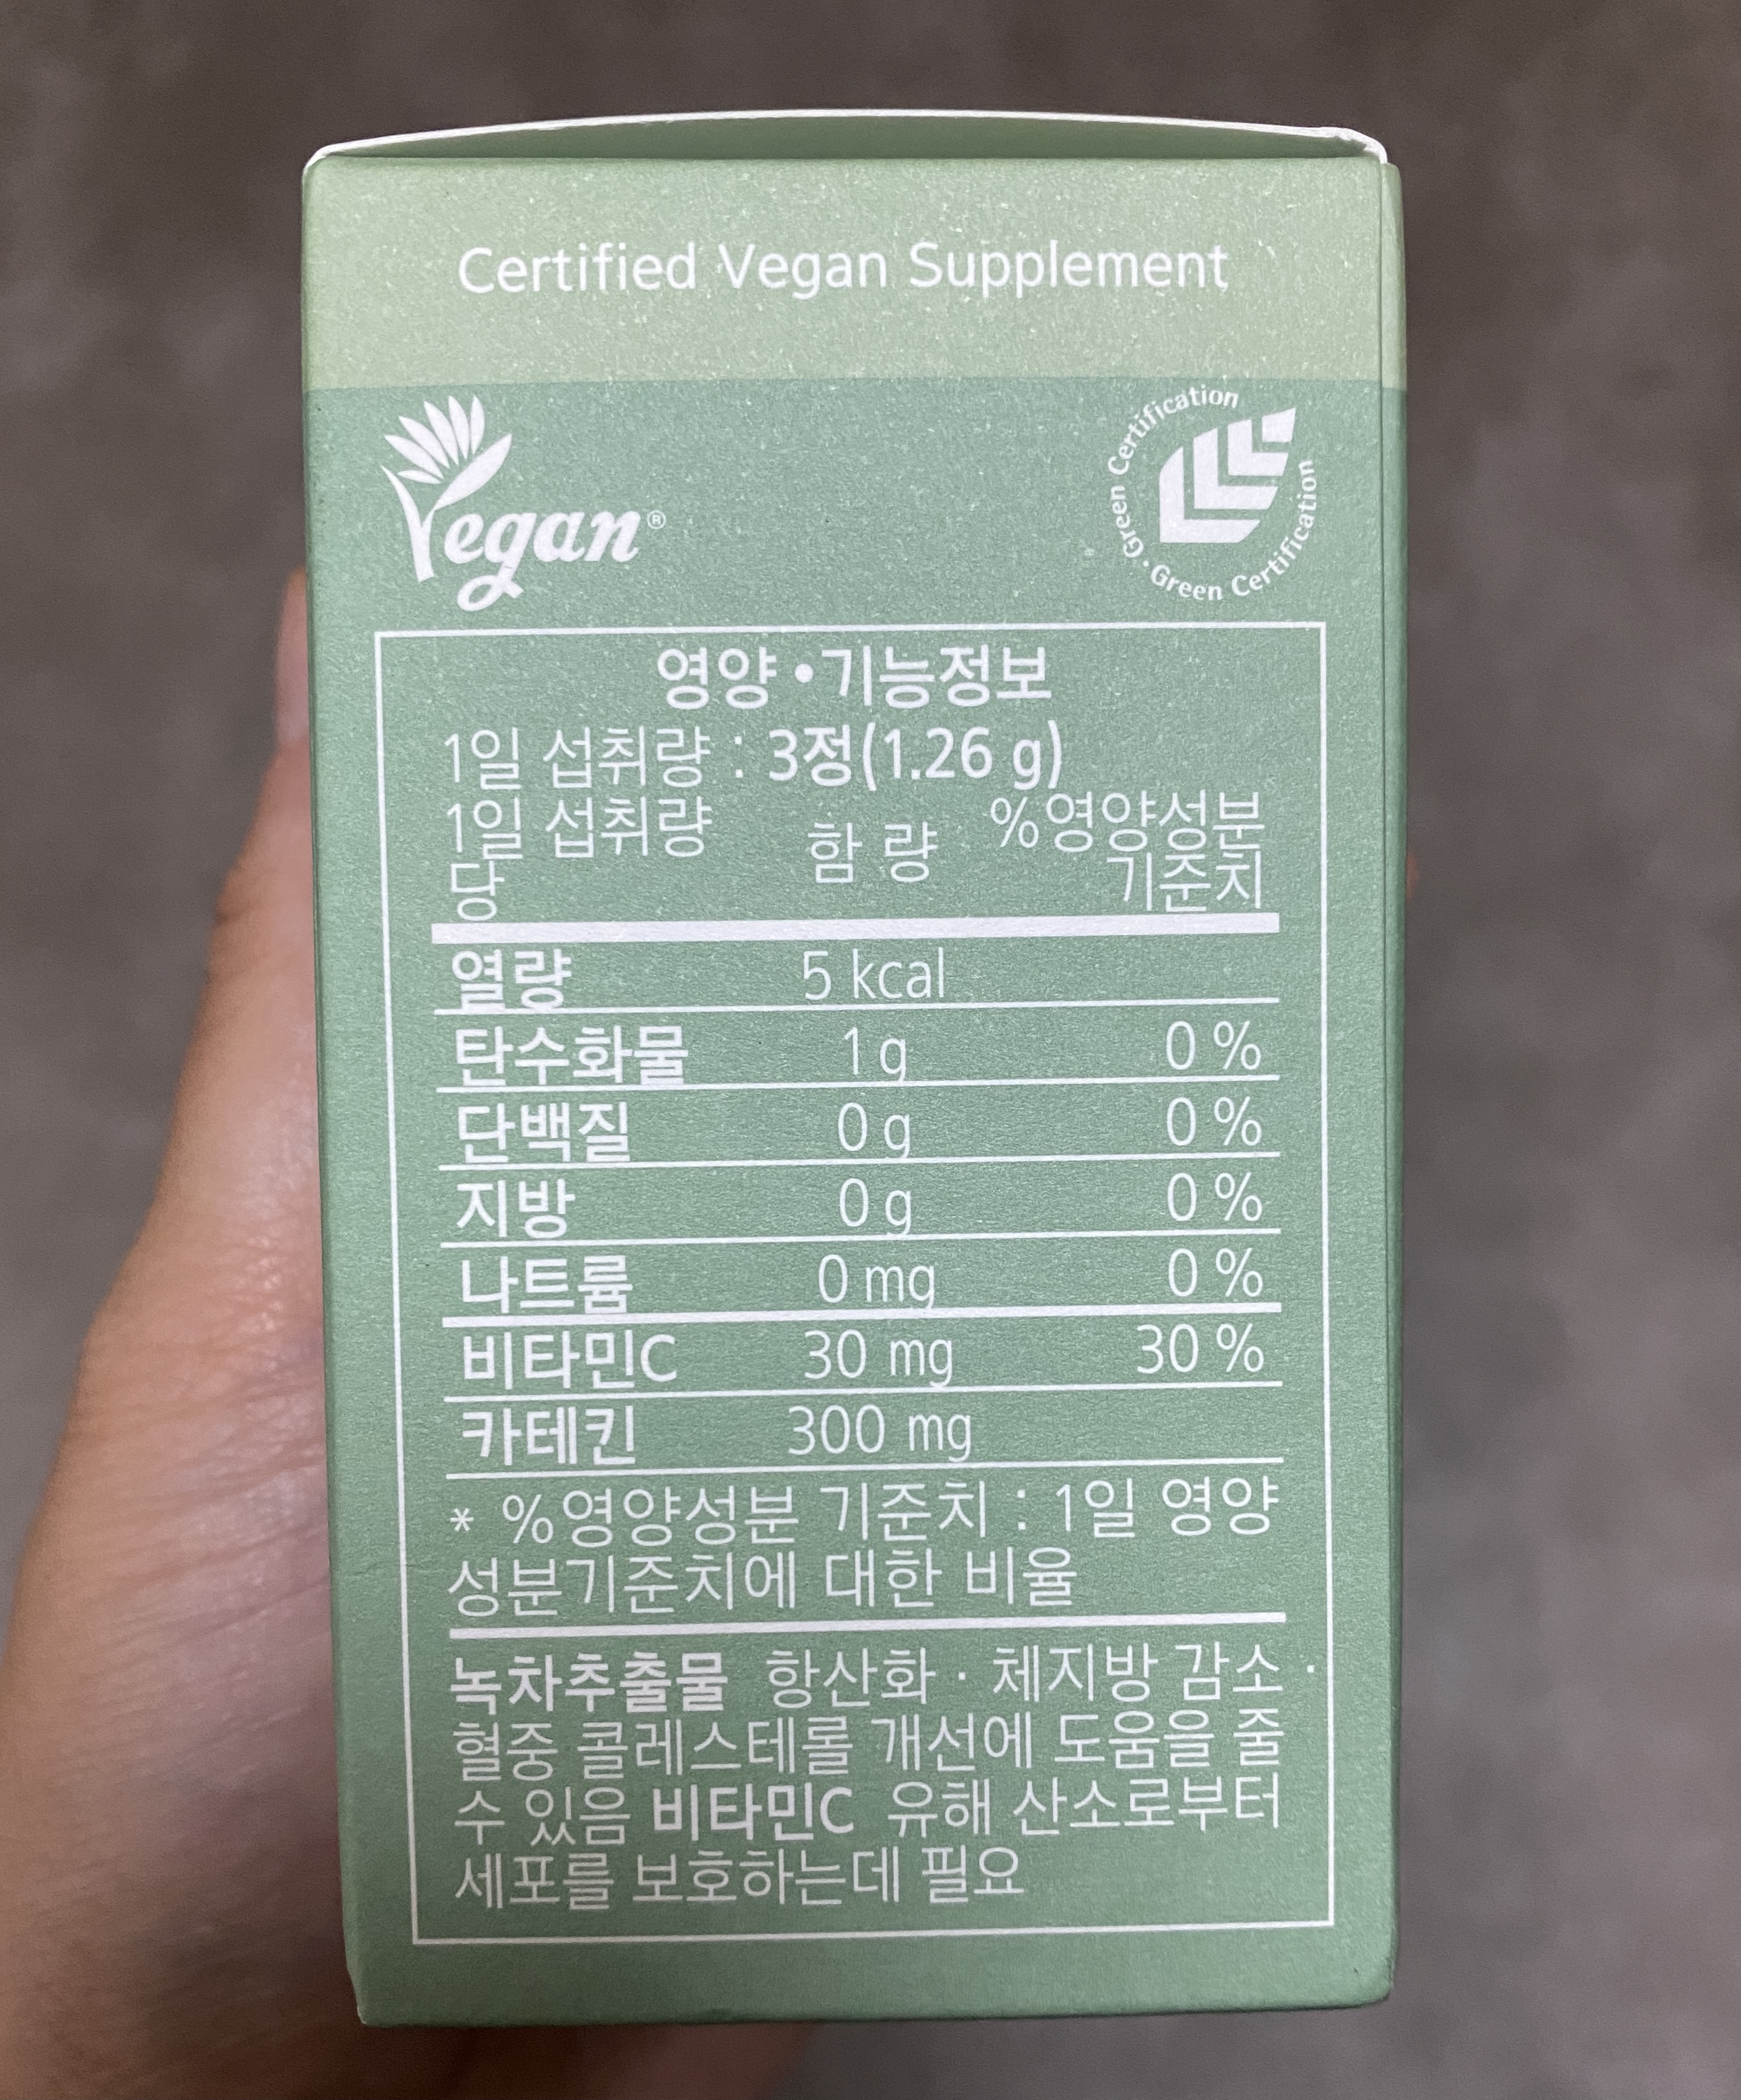 Certified Vegan Supplement
Vegan®
Green Certification · Green Certification
영양•기능정보
1일 섭취량 : 3정(1.26 g)
1일 섭취량당 함 량 %영양성분 기준치
열량 5 kcal
탄수화물 1 g 0 %
단백질 0 g 0 %
지방 0 g 0 %
나트륨 0 mg 0 %
비타민C 30 mg 30 %
카테킨 300 mg
* %영양성분 기준치 : 1일 영양
성분기준치에 대한 비율
녹차추출물 항산화 · 체지방 감소 ·
혈중 콜레스테롤 개선에 도움을 줄
수 있음 비타민C 유해 산소로부터
세포를 보호하는데 필요